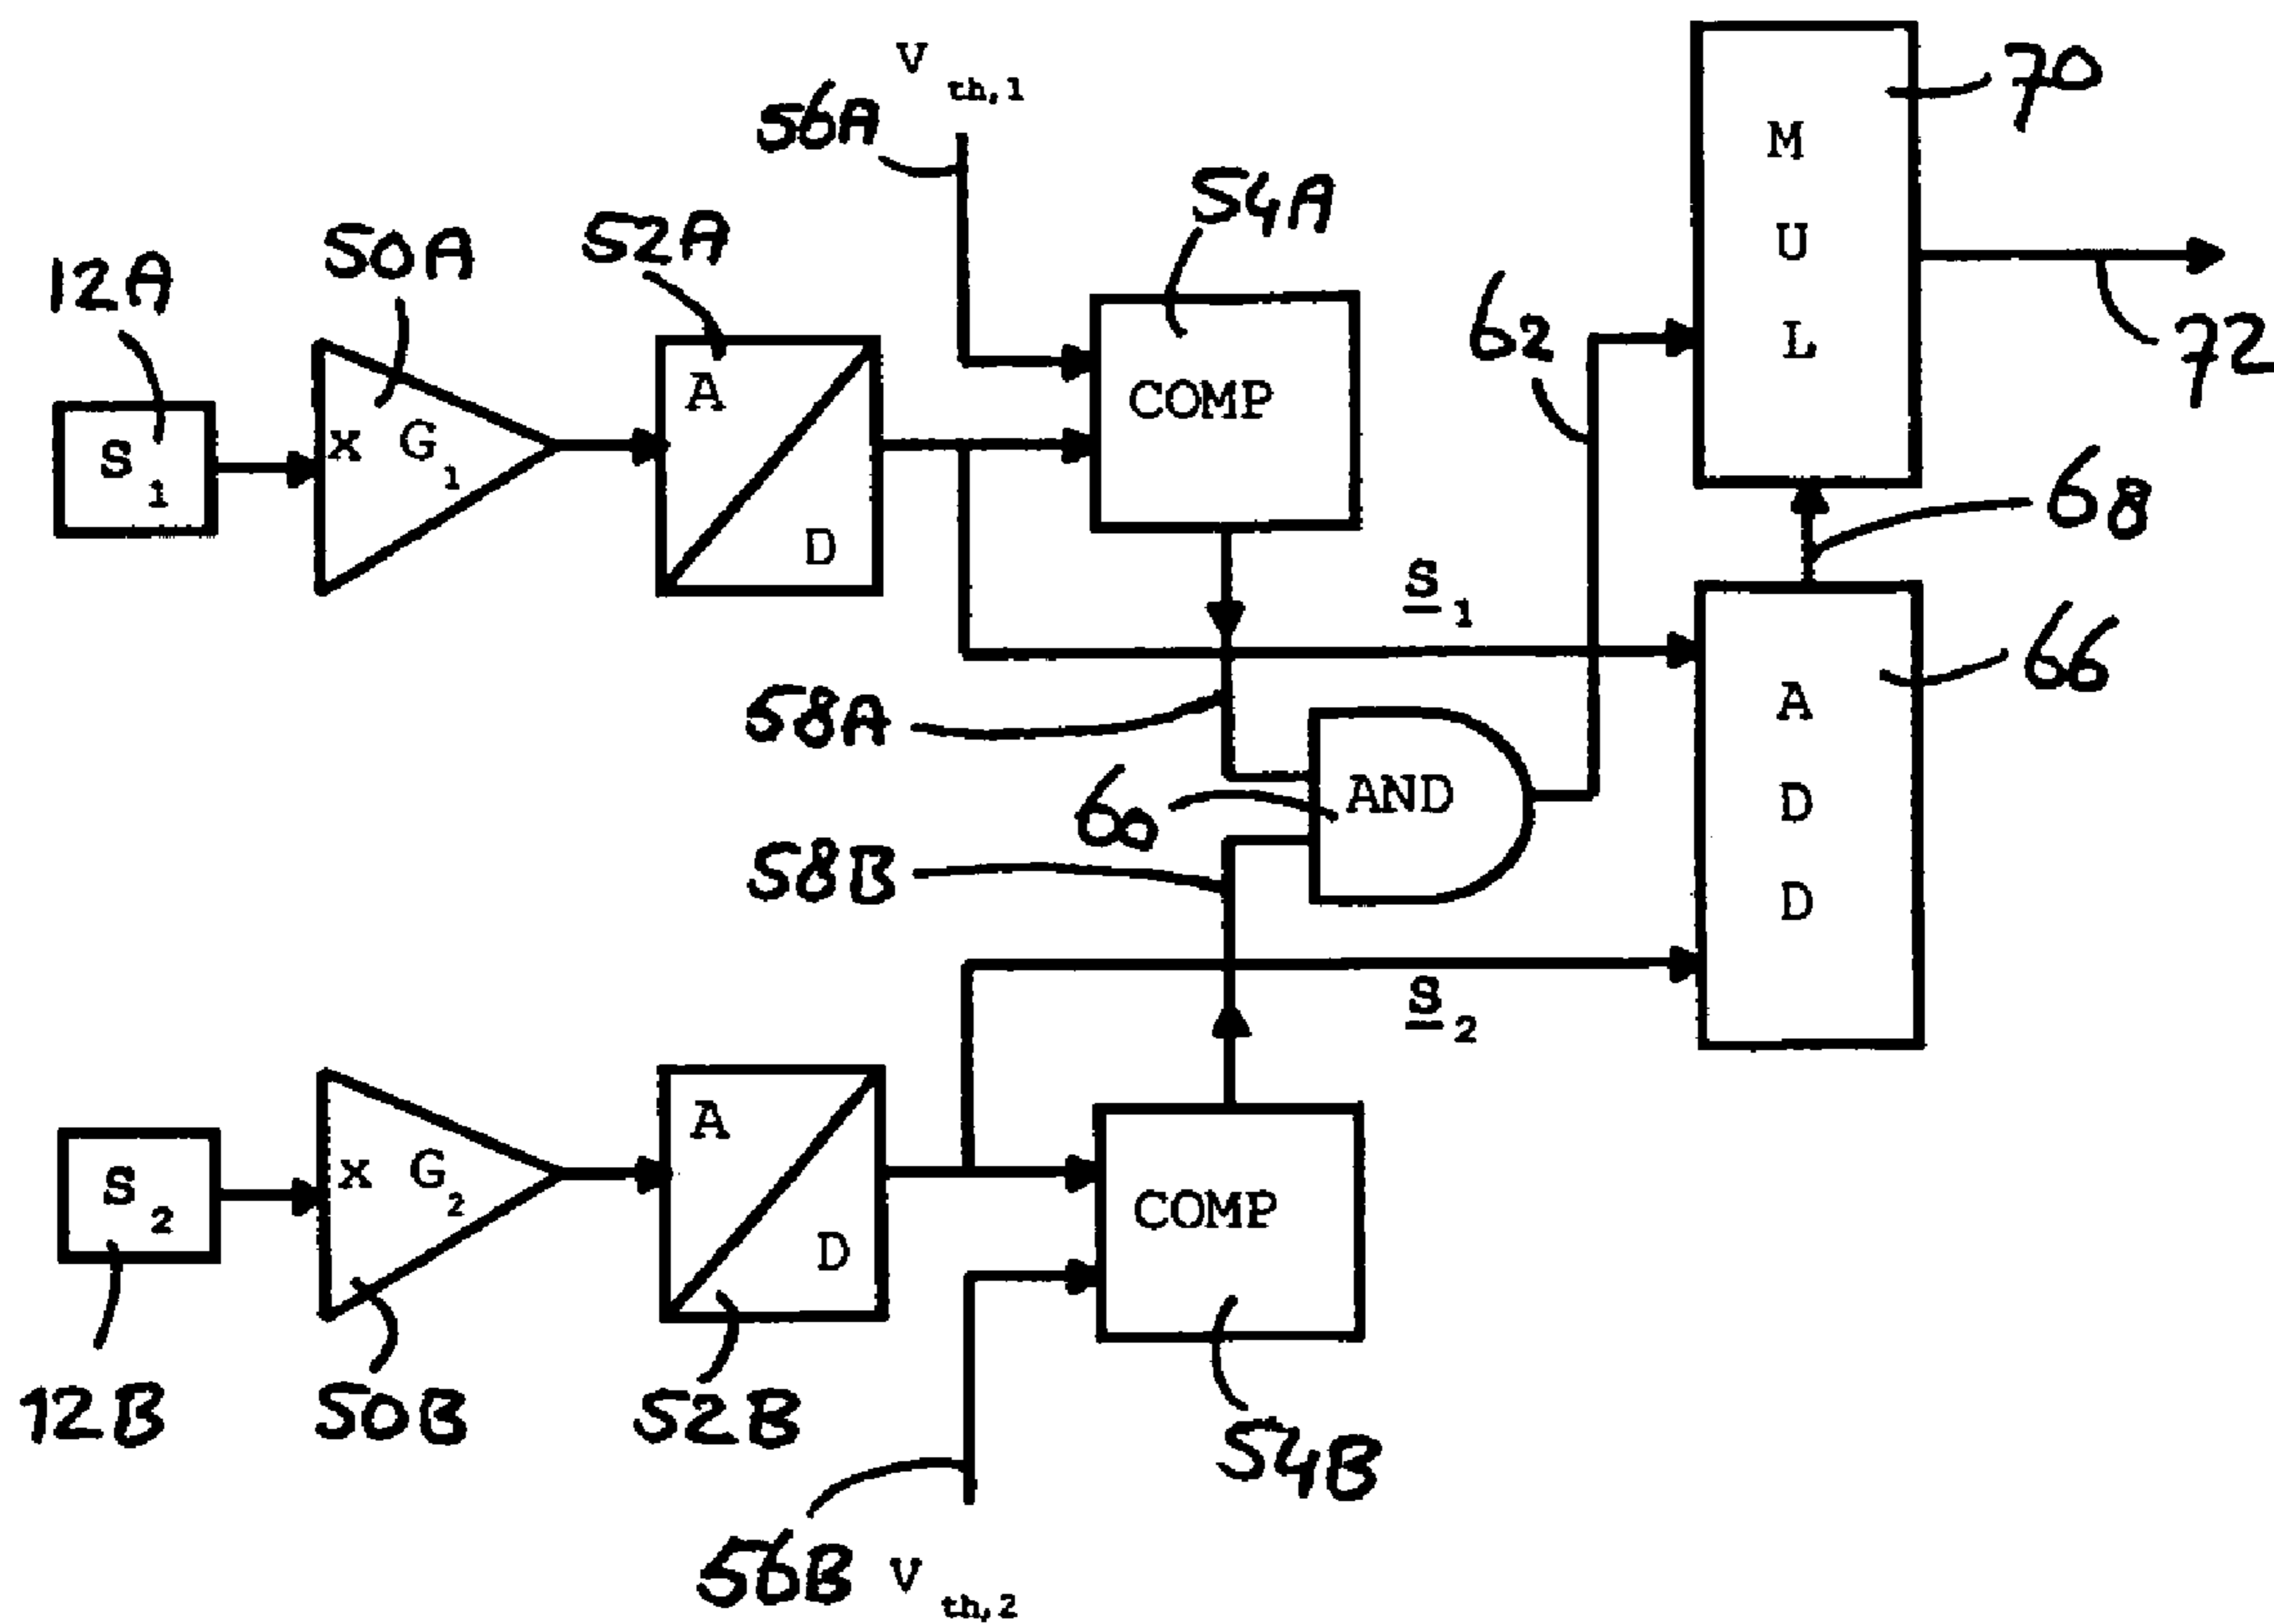 V th,1
56A
70
M
U
L
54A
50A
52A
12A
62
72
A
COMP
S 1
x G 1
D
68
S 1
66
58A
A
D
D
60
AND
58B
S 2
A
COMP
S 2
x G 2
D
12B
50B
52B
54B
56B V th,2